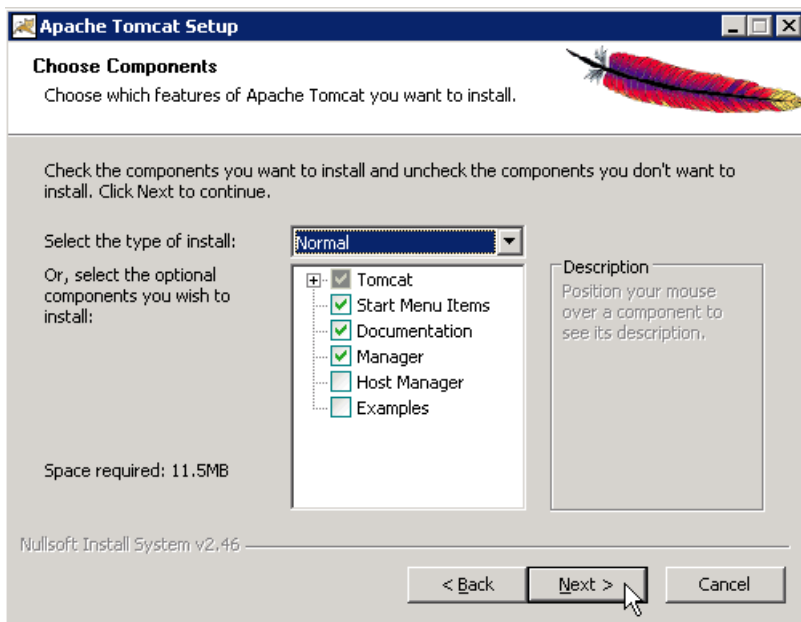 Apache Tomcat Setup
Choose Components
Choose which features of Apache Tomcat you want to install.
Check the components you want to install and uncheck the components you don't want to
install. Click Next to continue.
Select the type of install:
Normal
Or, select the optional
components you wish to
install:
Tomcat
Start Menu Items
Documentation
Manager
Host Manager
Examples
Description
Position your mouse
over a component to
see its description.
Space required: 11.5MB
Nullsoft Install System v2.46
< Back
Next >
Cancel